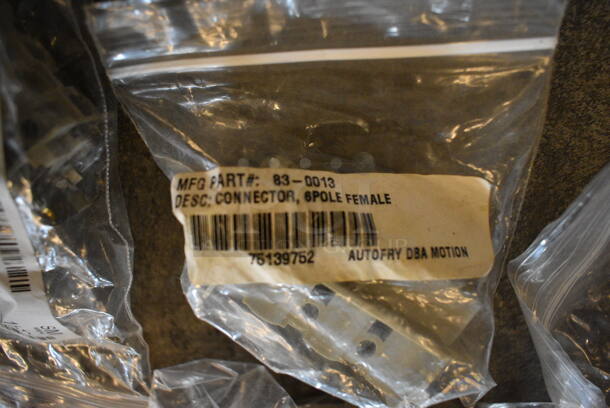 MFG PART#: 83-0013
DESC: CONNECTOR, 6POLE FEMALE
75139752 AUTOFRY DBA MOTION